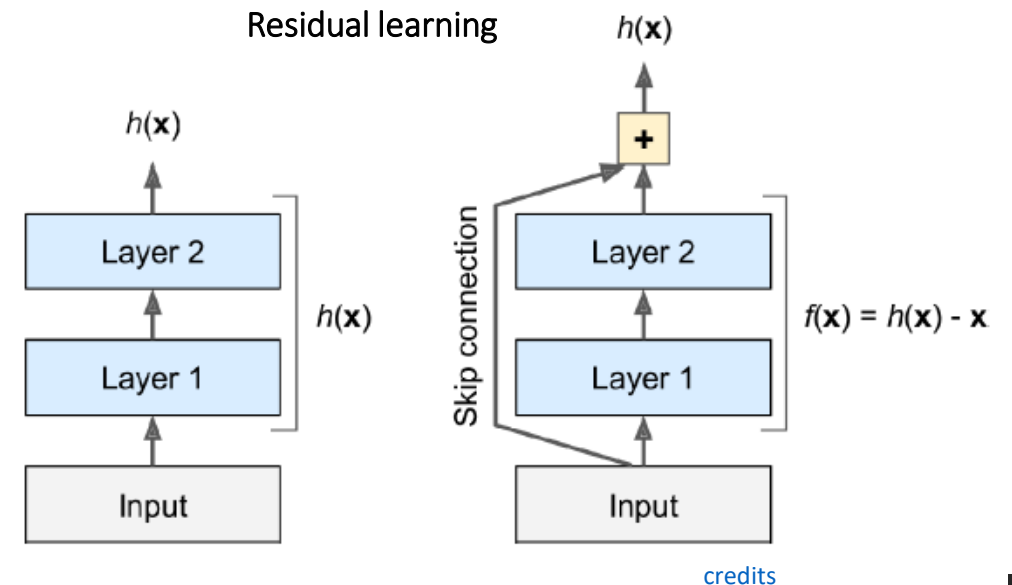 Residual learning
h(x)
Layer 2
Layer 1
Input
h(x)
h(x)
+
Skip connection
Layer 2
Layer 1
Input
f(x) = h(x) - x
credits